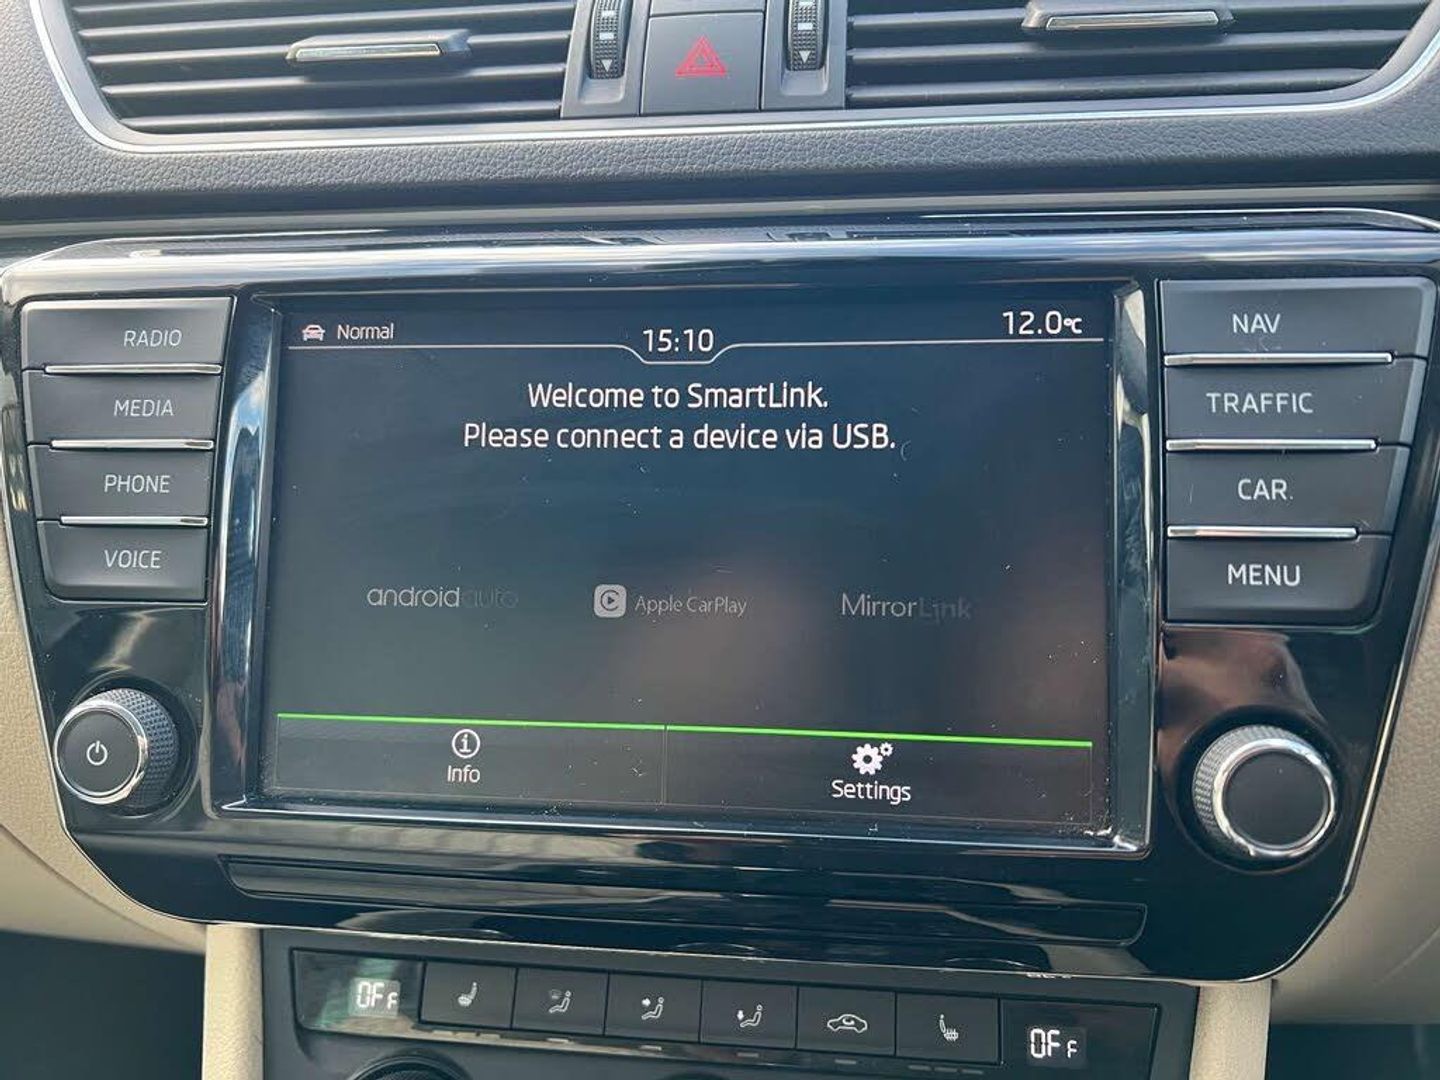 Normal
15:10
12.0°C
Welcome to SmartLink.
Please connect a device via USB.
androidauto
Apple CarPlay
MirrorLink
Info
Settings
RADIO
MEDIA
PHONE
VOICE
NAV
TRAFFIC
CAR
MENU
OFF
OFF